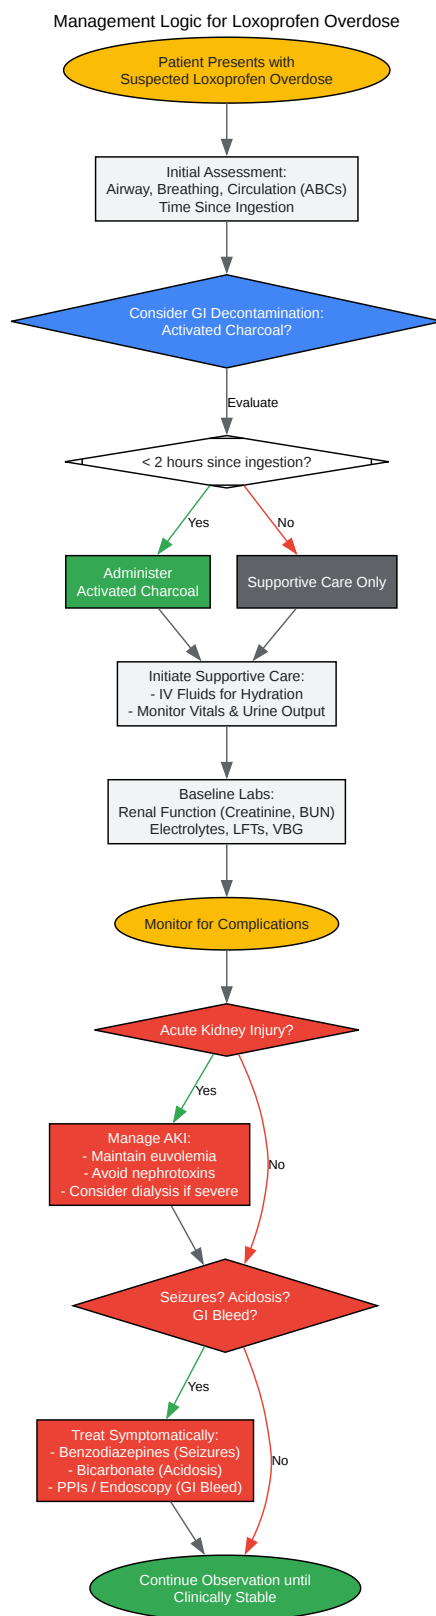 Management Logic for Loxoprofen Overdose
Patient Presents with
Suspected Loxoprofen Overdose
Initial Assessment:
Airway, Breathing, Circulation (ABCs)
Time Since Ingestion
Consider GI Decontamination:
Activated Charcoal?
Evaluate
< 2 hours since ingestion?
Yes
No
Administer
Activated Charcoal
Supportive Care Only
Initiate Supportive Care:
- IV Fluids for Hydration
- Monitor Vitals & Urine Output
Baseline Labs:
Renal Function (Creatinine, BUN)
Electrolytes, LFTs, VBG
Monitor for Complications
Acute Kidney Injury?
Yes
Manage AKI:
- Maintain euvolemia
- Avoid nephrotoxins
- Consider dialysis if severe
No
Seizures? Acidosis?
GI Bleed?
Yes
Treat Symptomatically:
- Benzodiazepines (Seizures)
- Bicarbonate (Acidosis)
- PPIs / Endoscopy (GI Bleed)
No
Continue Observation until
Clinically Stable